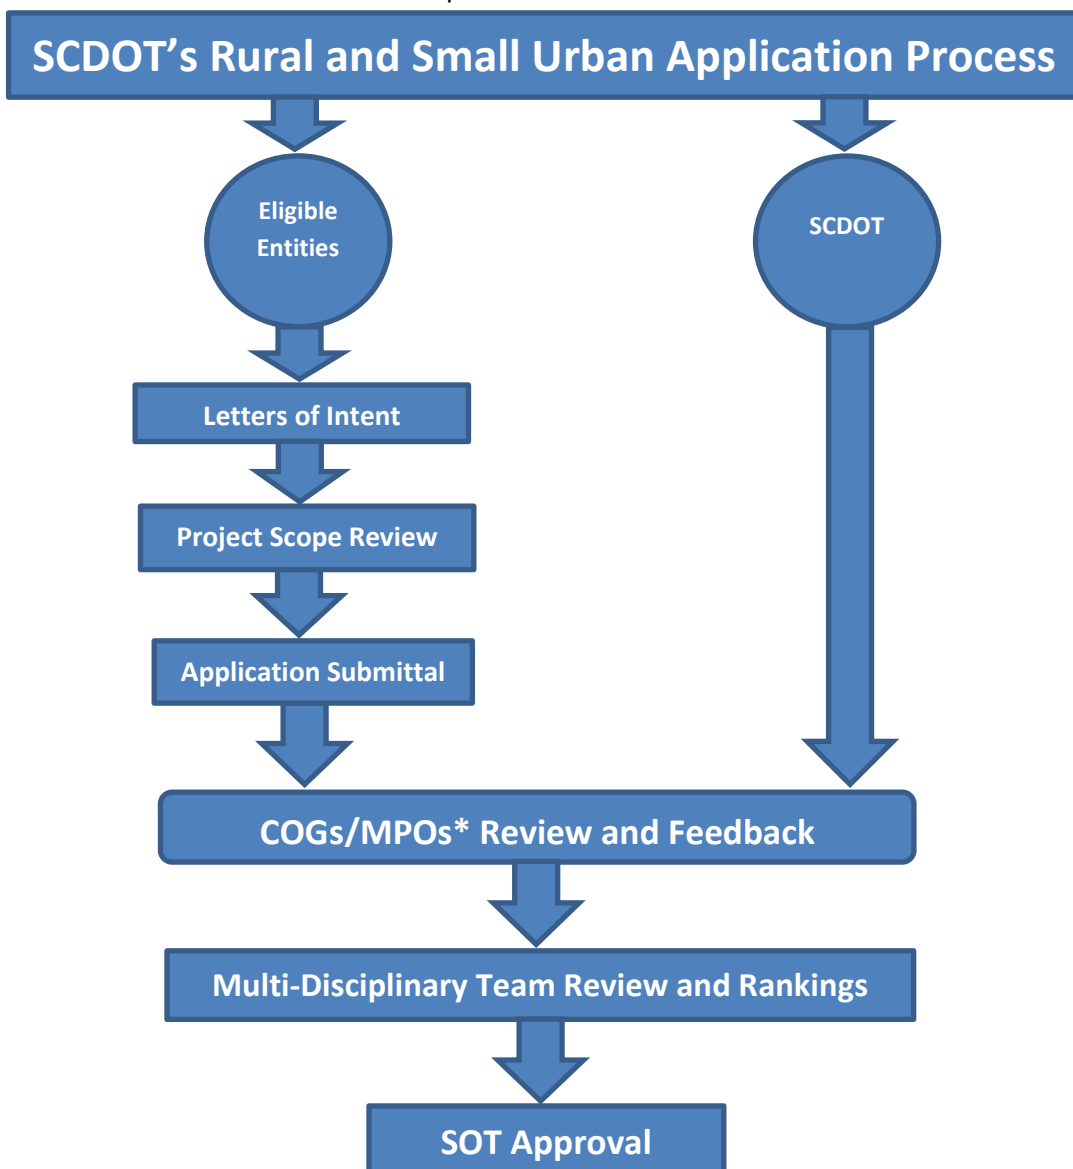 SCDOT’s Rural and Small Urban Application Process
Eligible
Entities
SCDOT
Letters of Intent
Project Scope Review
Application Submittal
COGs/MPOs* Review and Feedback
Multi-Disciplinary Team Review and Rankings
SOT Approval